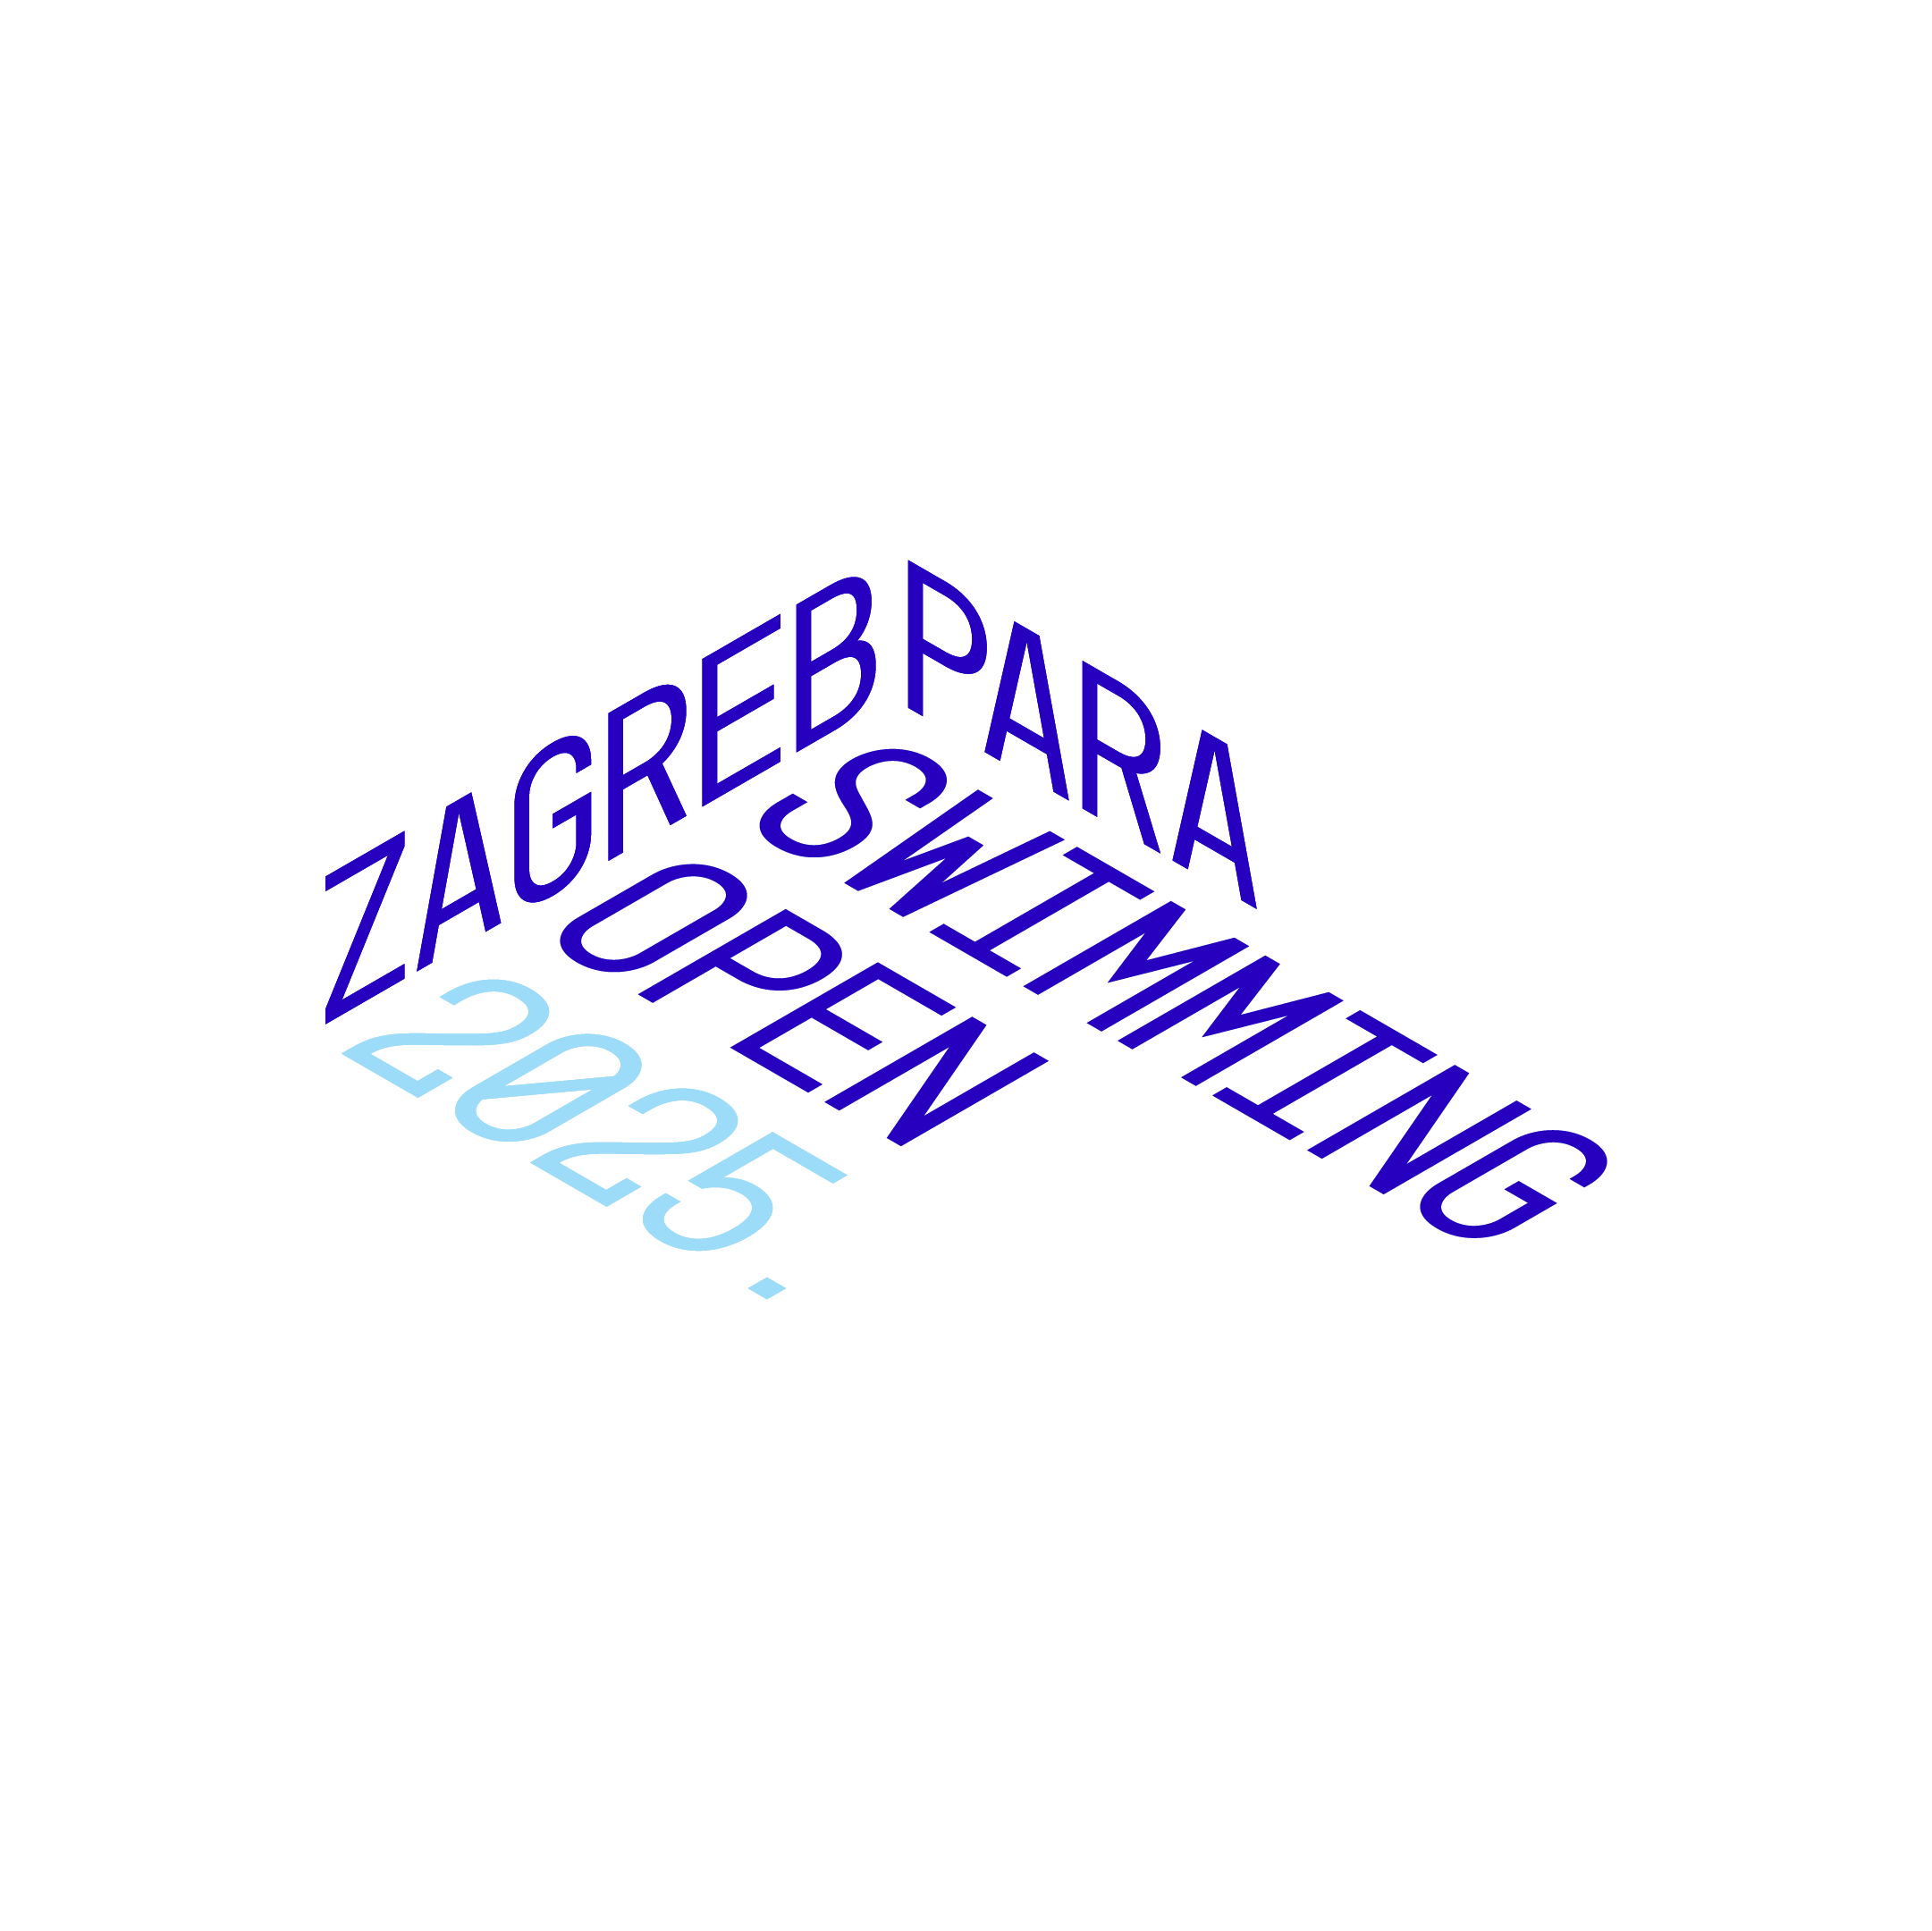 ZAGREB PARA
SWIMMING
OPEN
2025.